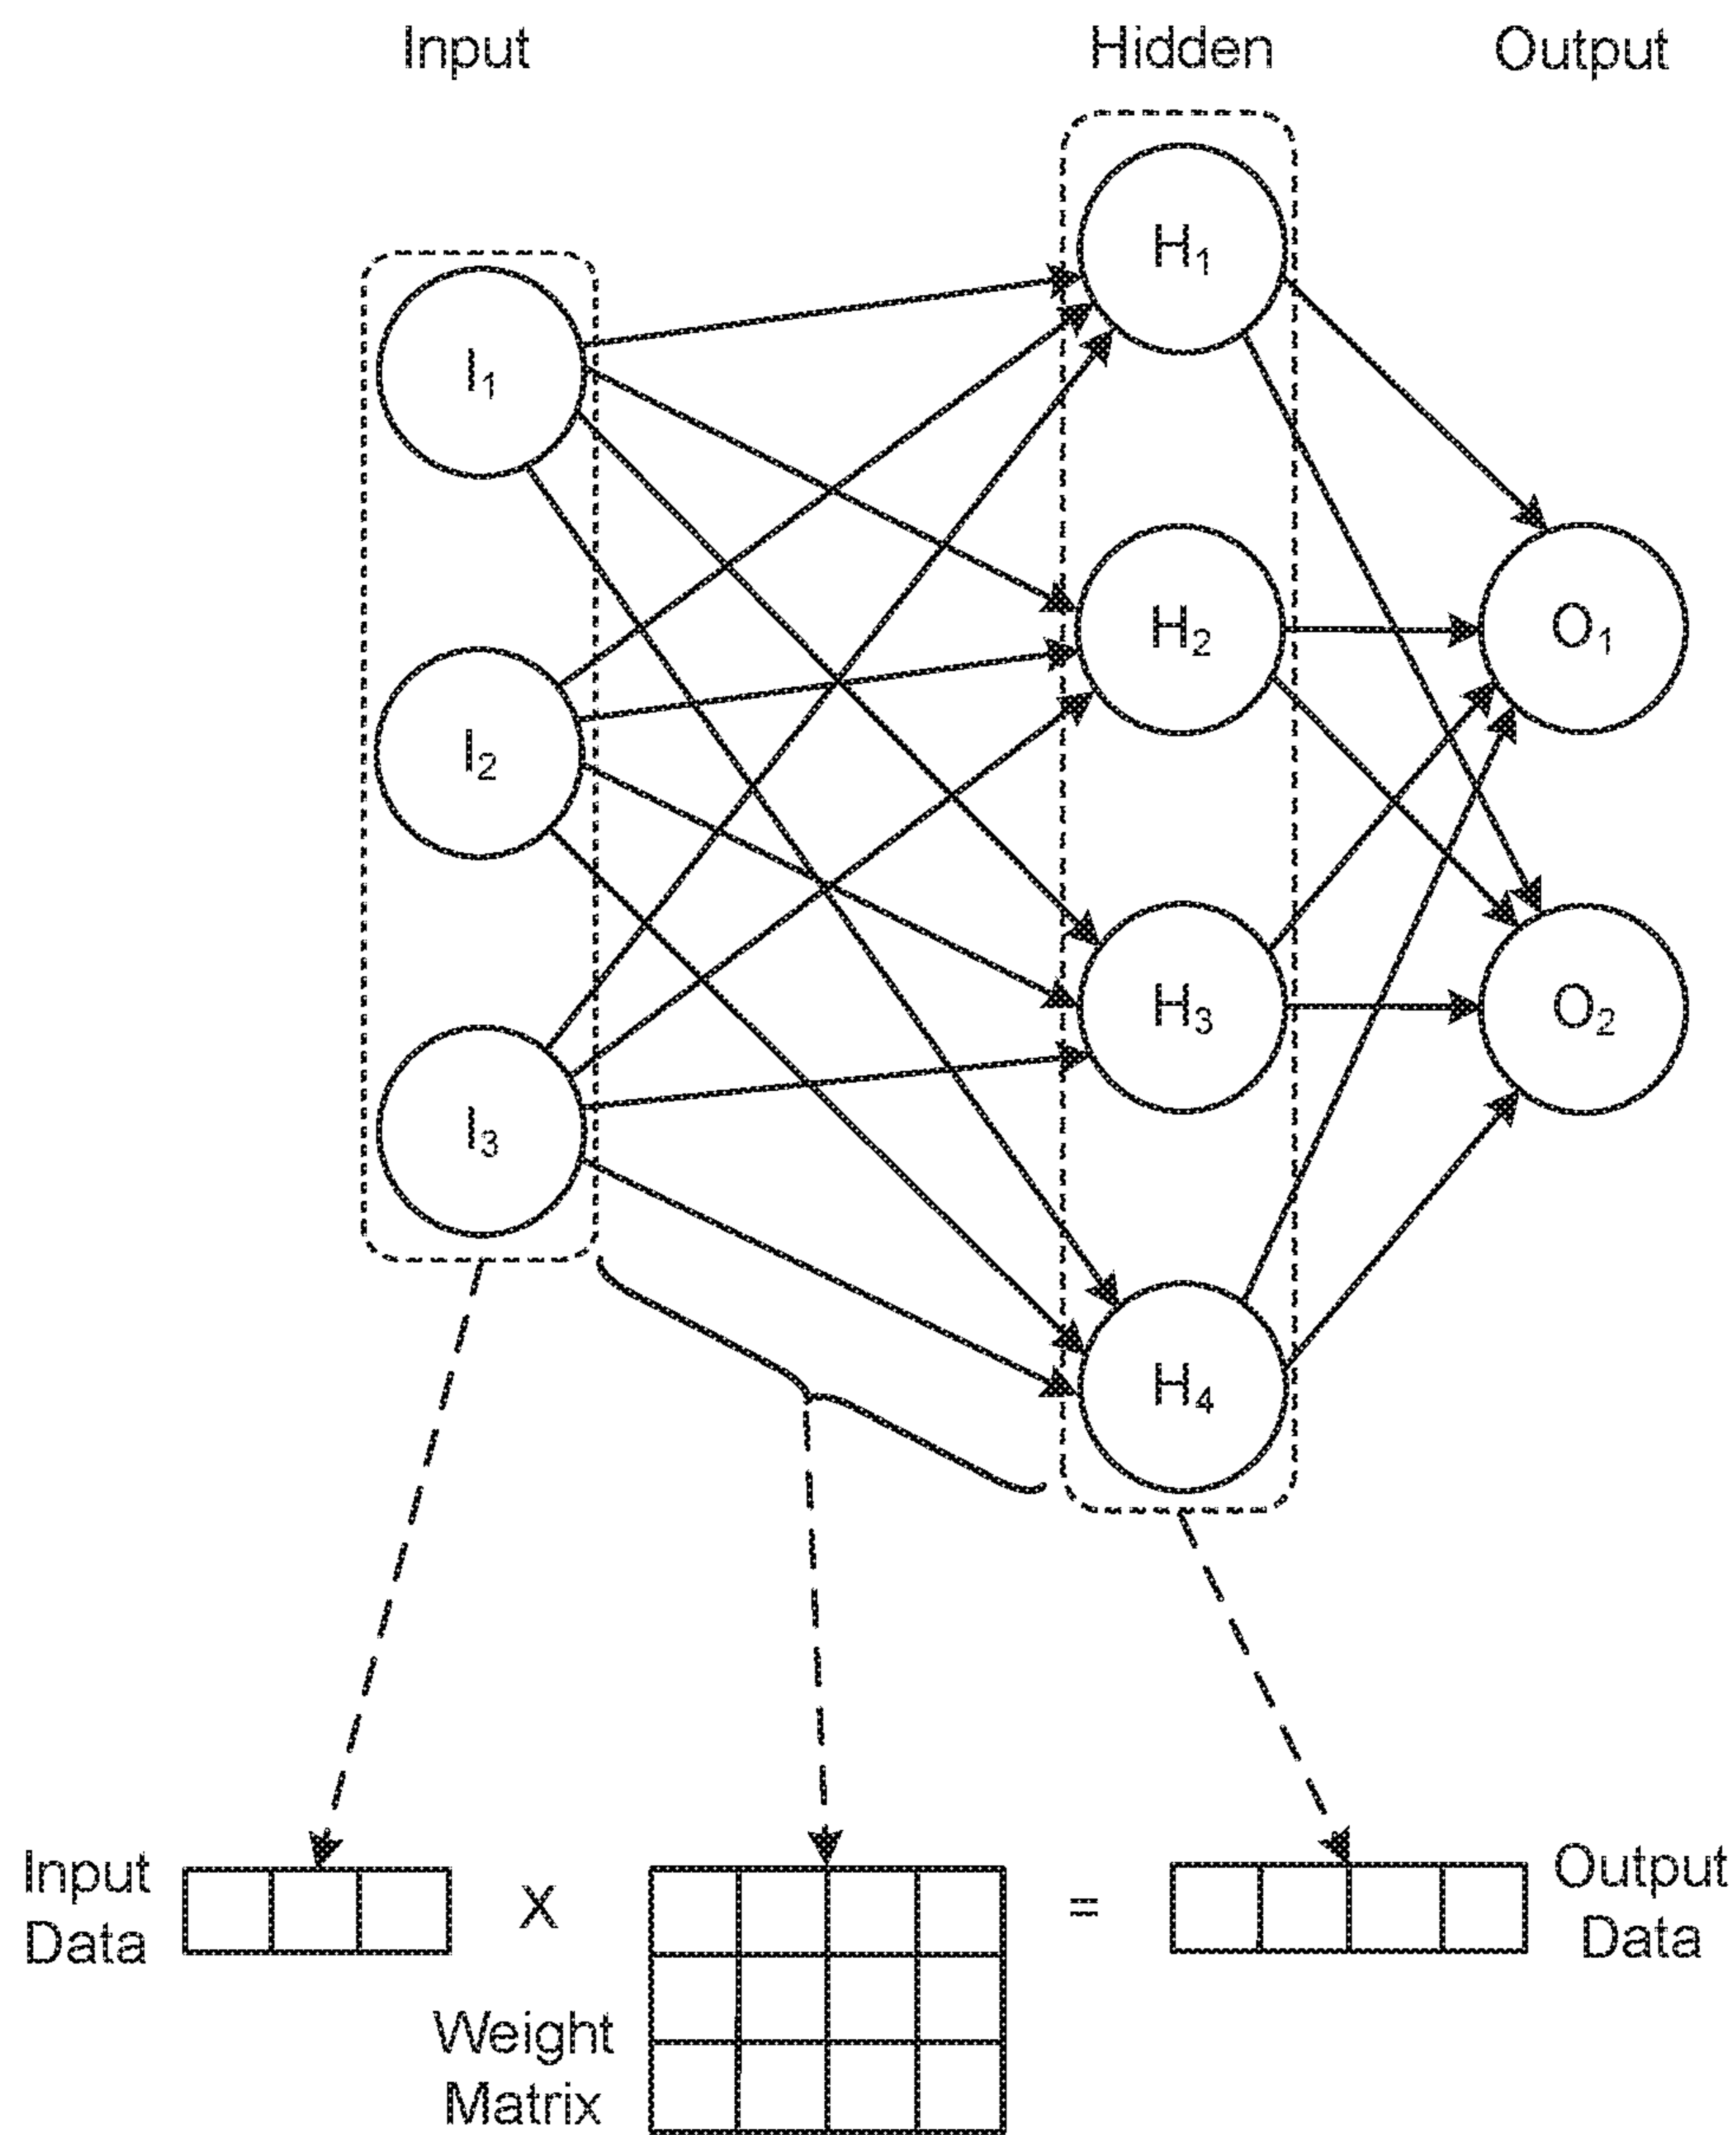 Input
Hidden
Output
I₁
I₂
I₃
H₁
H₂
H₃
H₄
O₁
O₂
Input
Data
X
Weight
Matrix
=
Output
Data